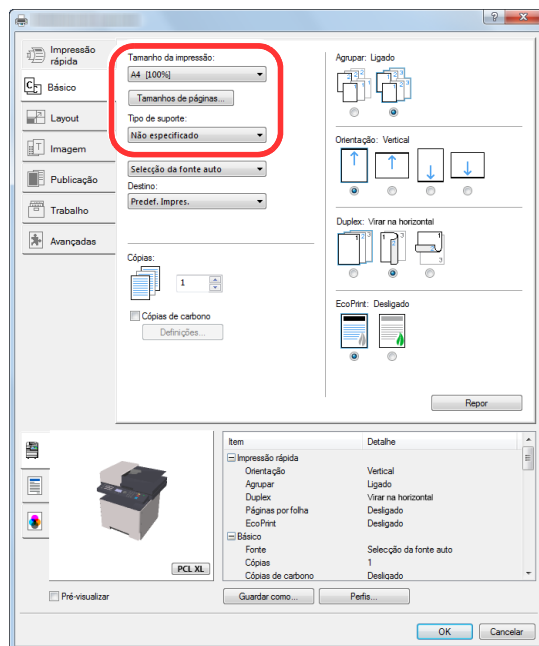 Impressão
rápida
Básico
Layout
Imagem
Publicação
Trabalho
Avançadas
Tamanho da impressão:
A4 [100%]
Tamanhos de páginas...
Tipo de suporte:
Não especificado
Selecção da fonte auto
Destino:
Predef. Impres.
Cópias:
1
Cópias de carbono
Definições...
Agrupar: Ligado
Orientação: Vertical
Duplex: Virar na horizontal
EcoPrint: Desligado
Repor
PCL XL
Pré-visualizar
Item Detalhe
Impressão rápida
Orientação Vertical
Agrupar Ligado
Duplex Virar na horizontal
Páginas por folha Desligado
EcoPrint Desligado
Básico
Fonte Selecção da fonte auto
Cópias 1
Cópias de carbono Desligado
Guardar como... Perfis...
OK Cancelar